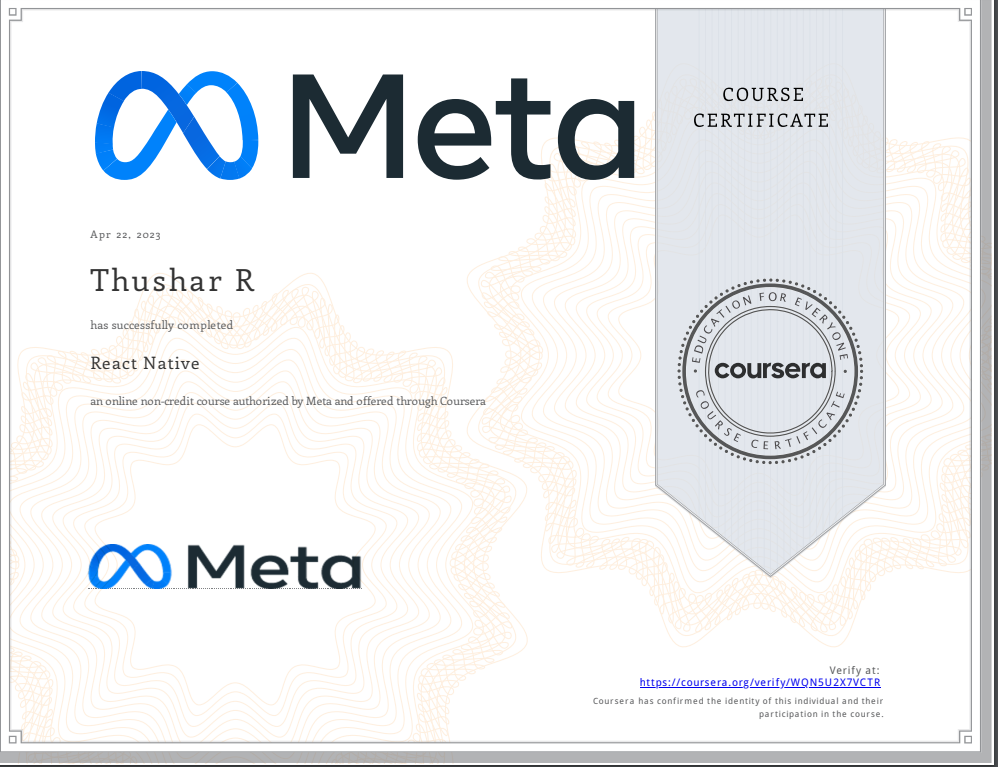 Meta
COURSE
CERTIFICATE
Apr 22, 2023
Thushar R
has successfully completed
React Native
an online non-credit course authorized by Meta and offered through Coursera
EDUCATION FOR EVERYONE
coursera
COURSE CERTIFICATE
Meta
Verify at:
https://coursera.org/verify/WQN5U2X7VCTR
Coursera has confirmed the identity of this individual and their
participation in the course.